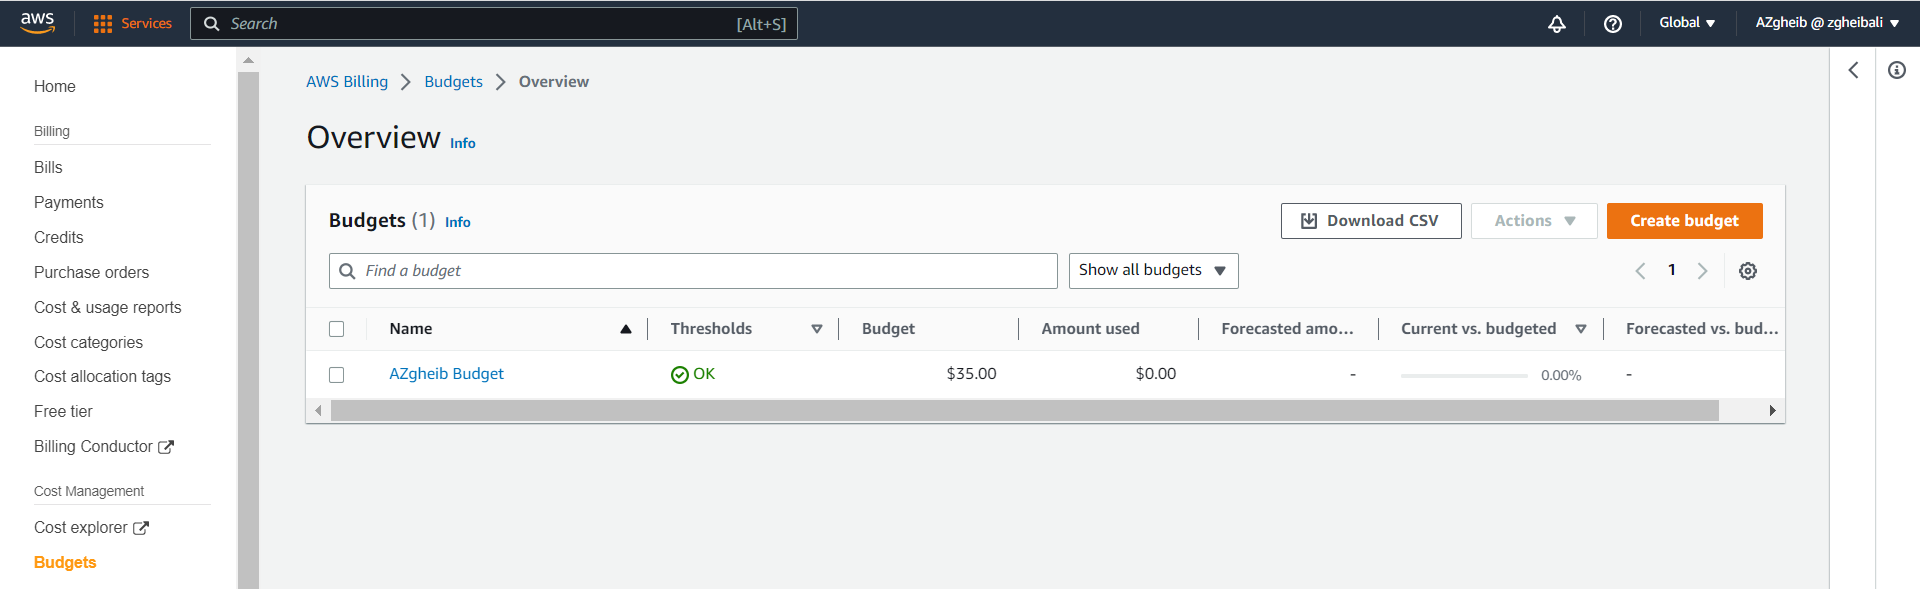 aws Services Search [Alt+S] Global AZgheib @ zgheibali
Home
Billing
Bills
Payments
Credits
Purchase orders
Cost & usage reports
Cost categories
Cost allocation tags
Free tier
Billing Conductor
Cost Management
Cost explorer
Budgets
AWS Billing > Budgets > Overview
Overview Info
Budgets (1) Info Download CSV Actions Create budget
Find a budget Show all budgets 1
Name Thresholds Budget Amount used Forecasted amo... Current vs. budgeted Forecasted vs. bud...
AZgheib Budget OK $35.00 $0.00 - 0.00% -